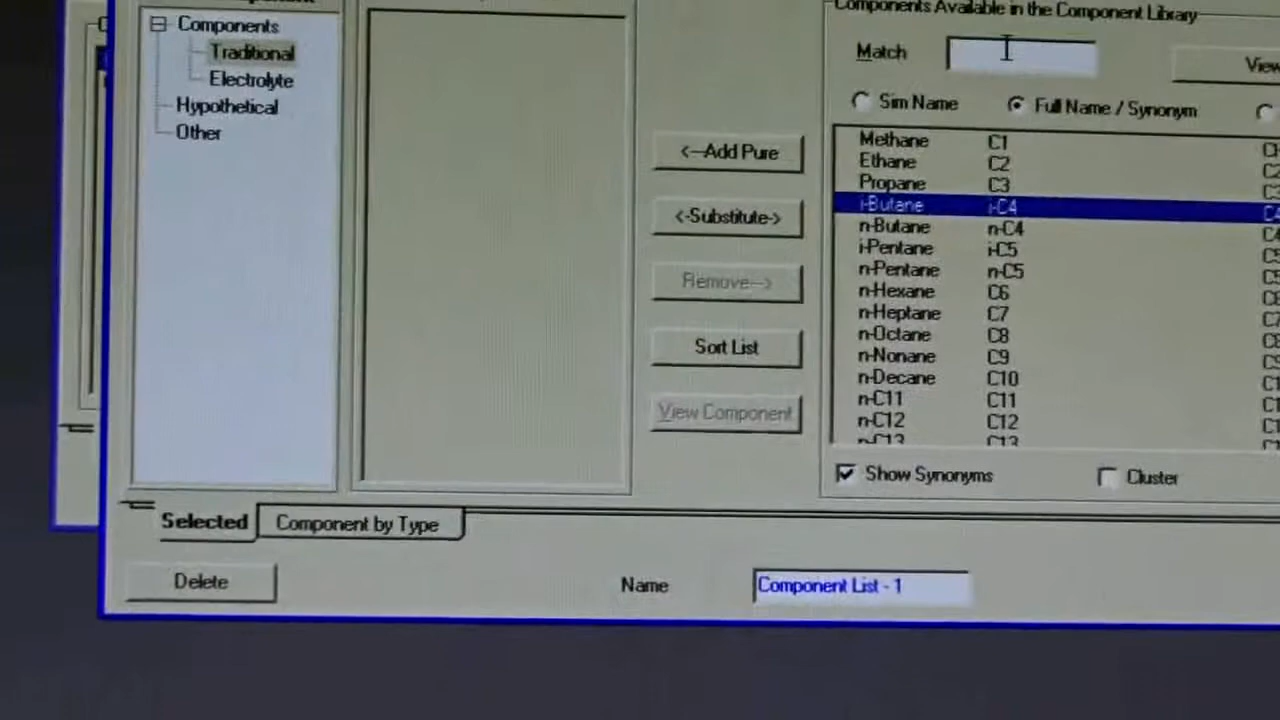 Components Available in the Component Library
Components
Traditional
Electrolyte
Hypothetical
Other
<--Add Pure
<-Substitute->
Remove-->
Sort List
View Component
Match
View
Sim Name
Full Name / Synonym
Methane C1
Ethane C2
Propane C3
i-Butane i-C4
n-Butane n-C4
i-Pentane i-C5
n-Pentane n-C5
n-Hexane C6
n-Heptane C7
n-Octane C8
n-Nonane C9
n-Decane C10
n-C11 C11
n-C12 C12
n-C13 C13
Show Synonyms
Cluster
Selected
Component by Type
Delete
Name
Component List - 1